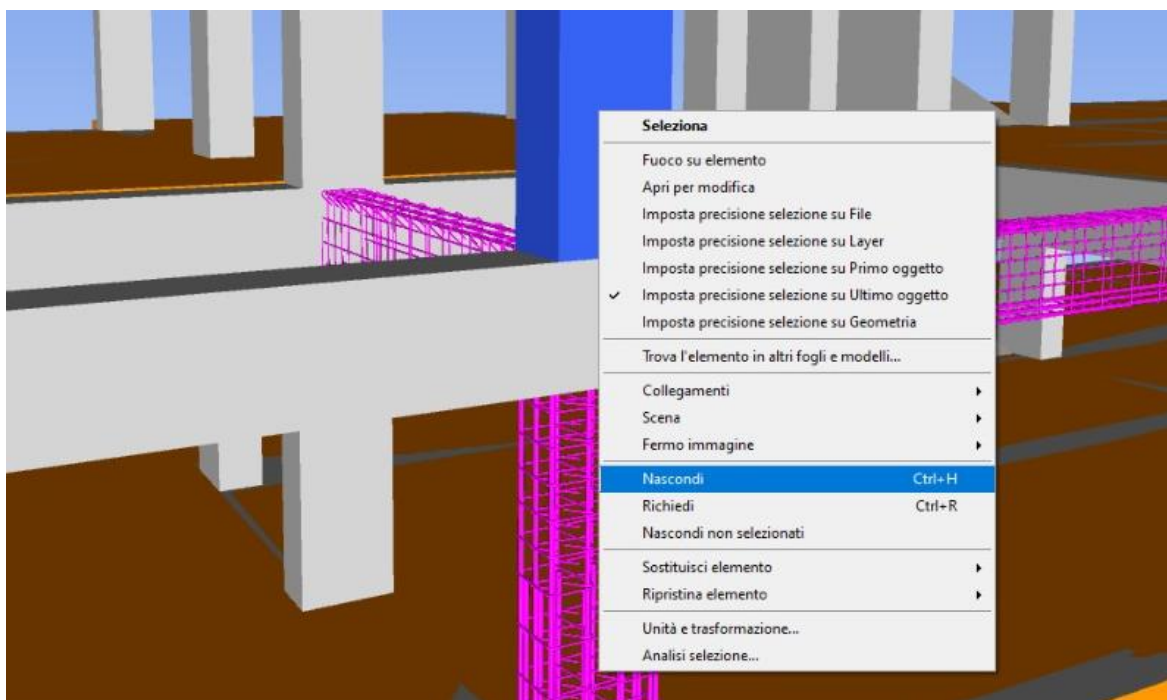 Seleziona
Fuoco su elemento
Apri per modifica
Imposta precisione selezione su File
Imposta precisione selezione su Layer
Imposta precisione selezione su Primo oggetto
Imposta precisione selezione su Ultimo oggetto
Imposta precisione selezione su Geometria
Trova l'elemento in altri fogli e modelli...
Collegamenti
Scena
Fermo immagine
Nascondi Ctrl+H
Richiedi Ctrl+R
Nascondi non selezionati
Sostituisci elemento
Ripristina elemento
Unità e trasformazione...
Analisi selezione...